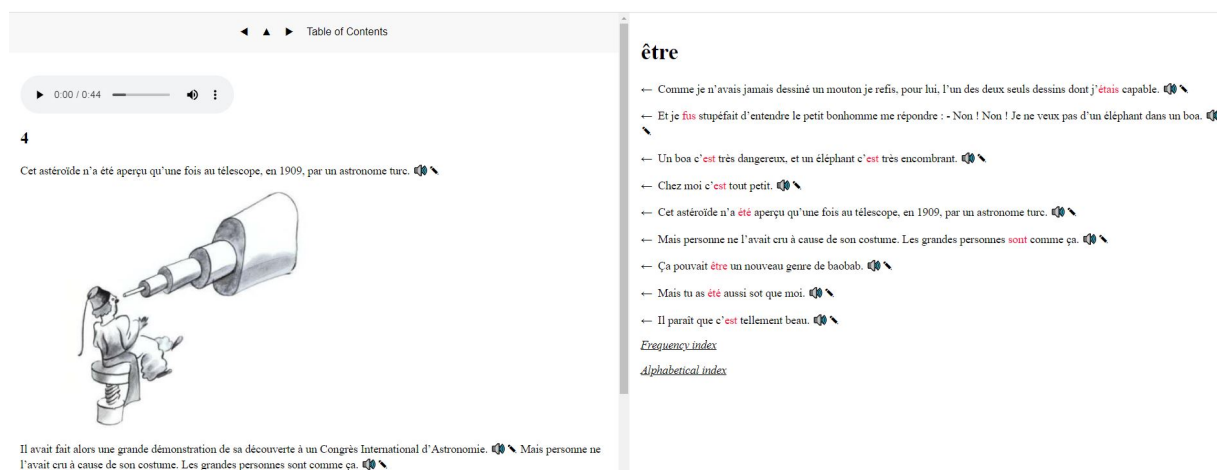 Table of Contents
0:00 / 0:44
4
Cet astéroïde n’a été aperçu qu’une fois au télescope, en 1909, par un astronome turc.
Il avait fait alors une grande démonstration de sa découverte à un Congrès International d’Astronomie. Mais personne ne
l’avait cru à cause de son costume. Les grandes personnes sont comme ça.
être
← Comme je n’avais jamais dessiné un mouton je refis, pour lui, l’un des deux seuls dessins dont j’étais capable.
← Et je fus stupéfait d’entendre le petit bonhomme me répondre : - Non ! Non ! Je ne veux pas d’un éléphant dans un boa.
← Un boa c’est très dangereux, et un éléphant c’est très encombrant.
← Chez moi c’est tout petit.
← Cet astéroïde n’a été aperçu qu’une fois au télescope, en 1909, par un astronome turc.
← Mais personne ne l’avait cru à cause de son costume. Les grandes personnes sont comme ça.
← Ça pouvait être un nouveau genre de baobab.
← Mais tu as été aussi sot que moi.
← Il paraît que c’est tellement beau.
Frequency index
Alphabetical index